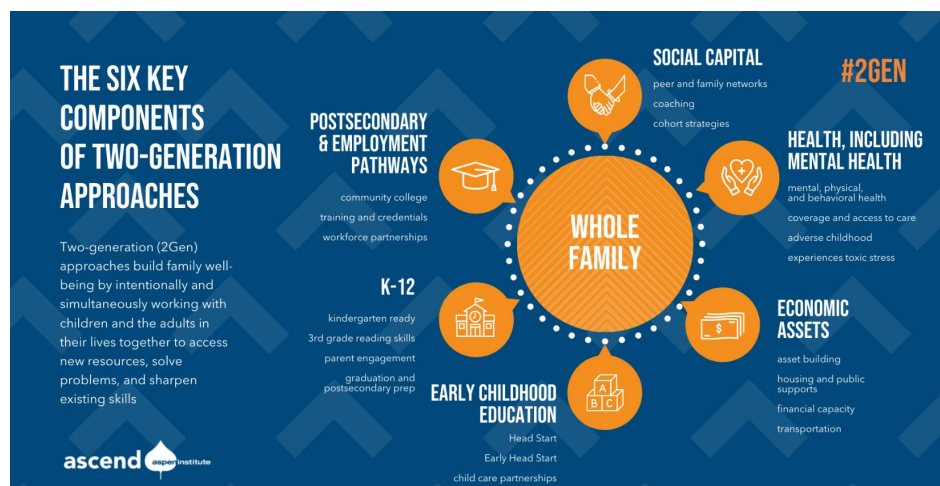 THE SIX KEY
COMPONENTS
OF TWO-GENERATION
APPROACHES
Two-generation (2Gen)
approaches build family well-
being by intentionally and
simultaneously working with
children and the adults in
their lives together to access
new resources, solve
problems, and sharpen
existing skills
ascend aspen institute
#2GEN
WHOLE
FAMILY
SOCIAL CAPITAL
peer and family networks
coaching
cohort strategies
HEALTH, INCLUDING
MENTAL HEALTH
mental, physical,
and behavioral health
coverage and access to care
adverse childhood
experiences toxic stress
ECONOMIC
ASSETS
$
asset building
housing and public
supports
financial capacity
transportation
EARLY CHILDHOOD
EDUCATION
A
B C
Head Start
Early Head Start
child care partnerships
K-12
kindergarten ready
3rd grade reading skills
parent engagement
graduation and
postsecondary prep
POSTSECONDARY
& EMPLOYMENT
PATHWAYS
community college
training and credentials
workforce partnerships